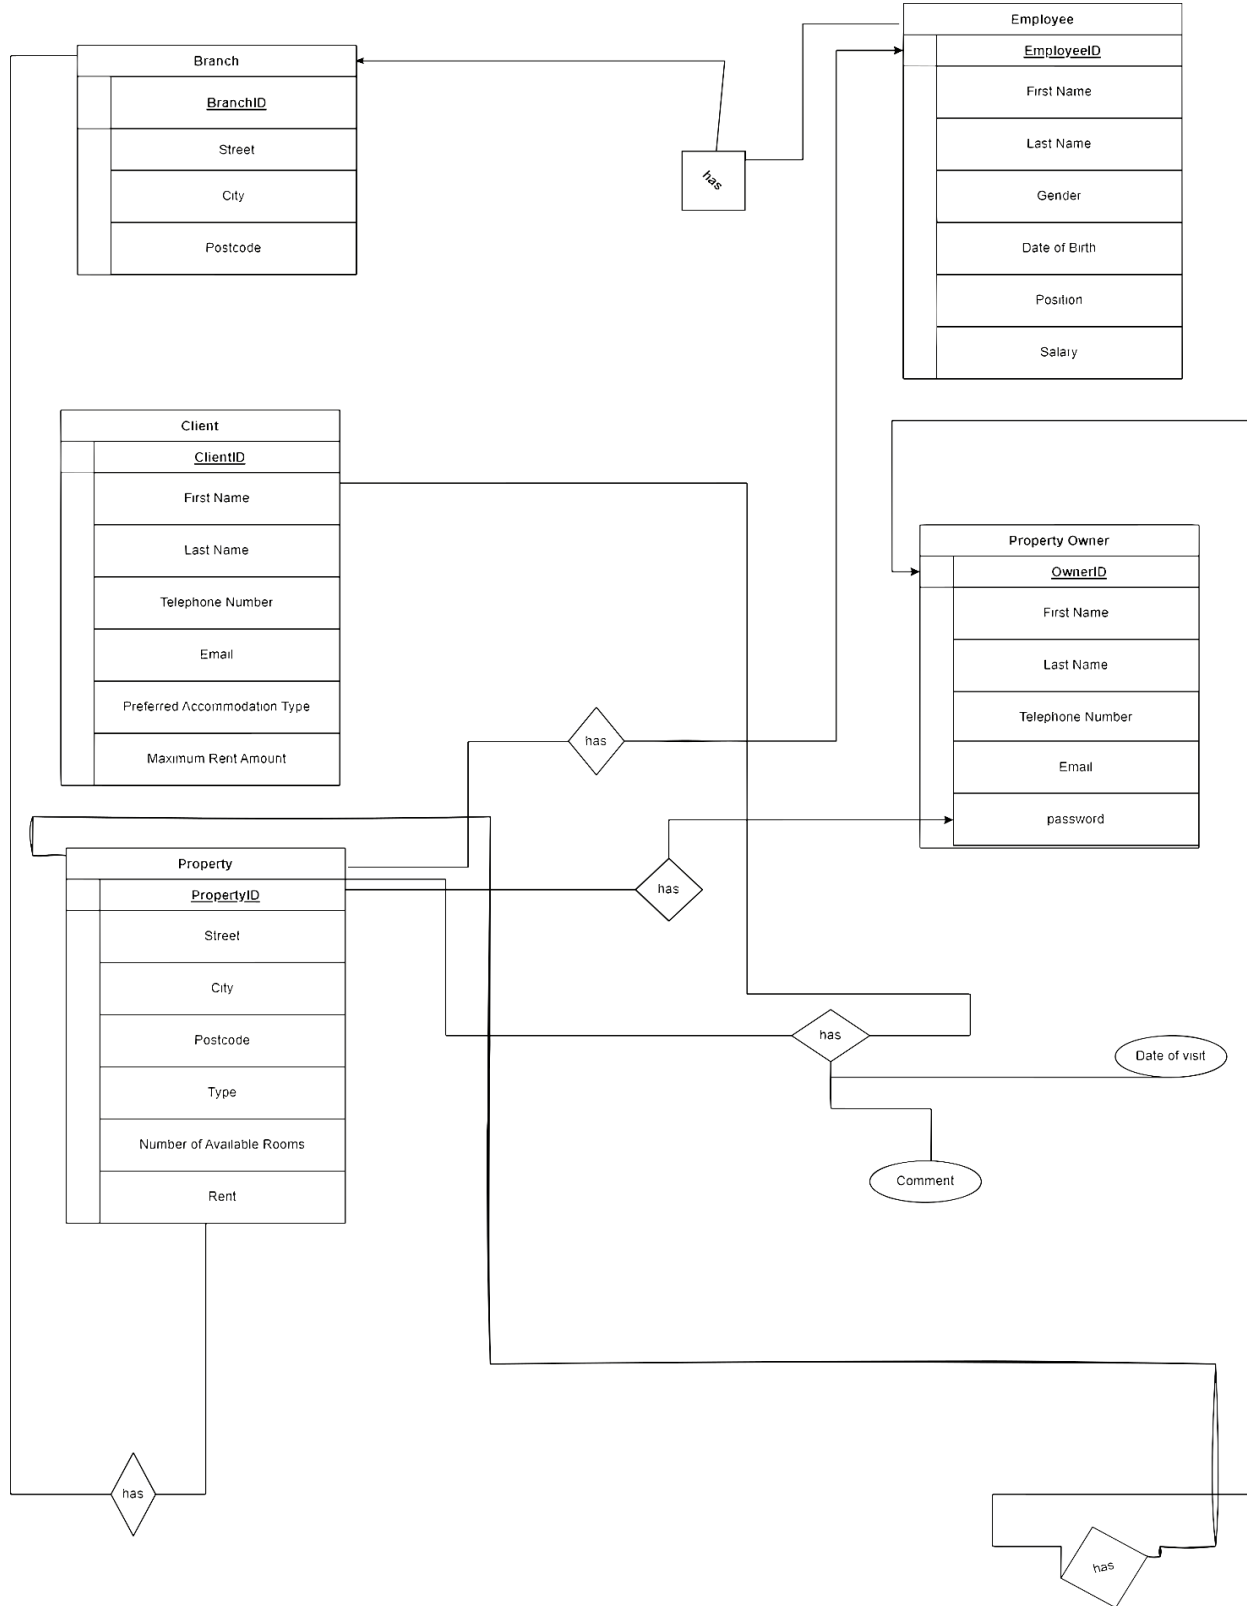 Employee
EmployeeID
First Name
Last Name
Gender
Date of Birth
Position
Salary
Branch
BranchID
Street
City
Postcode
has
Client
ClientID
First Name
Last Name
Telephone Number
Email
Preferred Accommodation Type
Maximum Rent Amount
Property Owner
OwnerID
First Name
Last Name
Telephone Number
Email
password
has
has
Property
PropertyID
Street
City
Postcode
Type
Number of Available Rooms
Rent
has
Date of visit
Comment
has
has